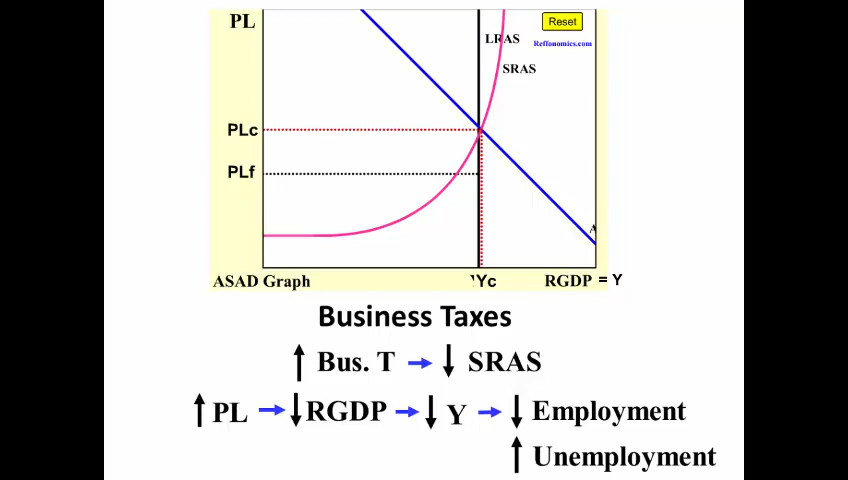 PL
Reset
LRAS
Reffonomics.com
SRAS
PLc
PLf
A
ASAD Graph
'Yc
RGDP = Y
Business Taxes
↑ Bus. T → ↓ SRAS
↑ PL → ↓ RGDP → ↓ Y → ↓ Employment
↑ Unemployment